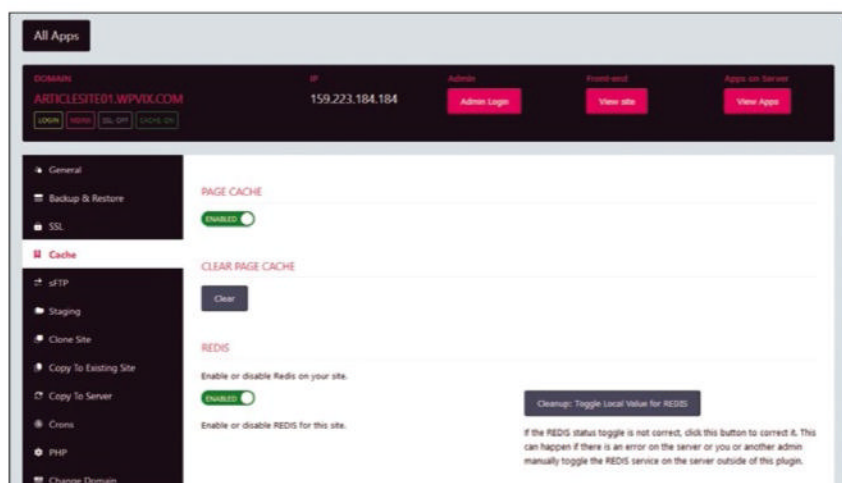 All Apps
DOMAIN
IP
Admin
Front-end
Apps on Server
ARTICLESITE01.WPVIX.COM
159.223.184.184
Admin Login
View site
View Apps
LOGIN
NGINX
SSL OFF
CACHE ON
General
Backup & Restore
SSL
Cache
sFTP
Staging
Clone Site
Copy To Existing Site
Copy To Server
Crons
PHP
Change Domain
PAGE CACHE
ENABLED
CLEAR PAGE CACHE
Clear
REDIS
Enable or disable Redis on your site.
ENABLED
Enable or disable REDIS for this site.
Cleanup: Toggle Local Value for REDIS
If the REDIS status toggle is not correct, click this button to correct it. This
can happen if there is an error on the server or you or another admin
manually toggle the REDIS service on the server outside of this plugin.